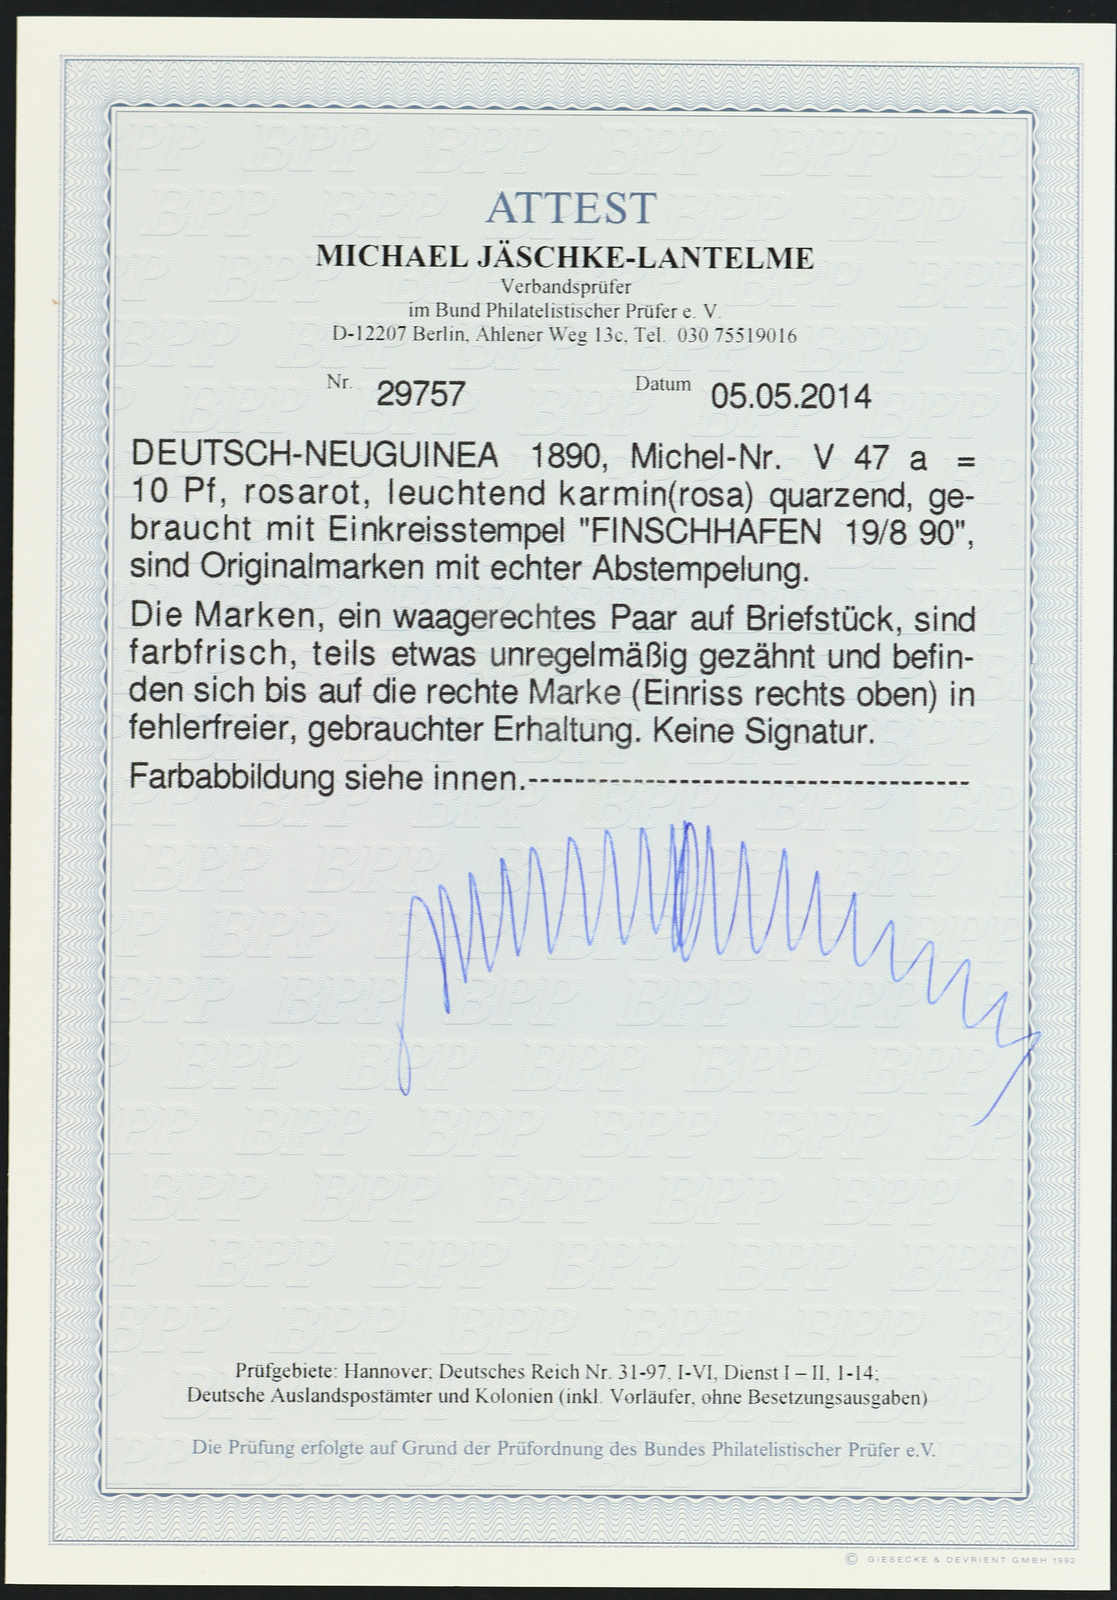 ATTEST
MICHAEL JÄSCHKE-LANTELME
Verbandsprüfer
im Bund Philatelistischer Prüfer e. V.
D-12207 Berlin, Ahlener Weg 13c, Tel. 030 75519016
Nr. 29757 Datum 05.05.2014
DEUTSCH-NEUGUINEA 1890, Michel-Nr. V 47 a =
10 Pf, rosarot, leuchtend karmin(rosa) quarzend, ge-
braucht mit Einkreisstempel "FINSCHHAFEN 19/8 90",
sind Originalmarken mit echter Abstempelung.
Die Marken, ein waagerechtes Paar auf Briefstück, sind
farbfrisch, teils etwas unregelmäßig gezähnt und befin-
den sich bis auf die rechte Marke (Einriss rechts oben) in
fehlerfreier, gebrauchter Erhaltung. Keine Signatur.
Farbabbildung siehe innen.--------------------------------------
Prüfgebiete: Hannover; Deutsches Reich Nr. 31-97, I-VI, Dienst I – II, 1-14;
Deutsche Auslandspostämter und Kolonien (inkl. Vorläufer, ohne Besetzungsausgaben)
Die Prüfung erfolgte auf Grund der Prüfordnung des Bundes Philatelistischer Prüfer e.V.
© GIESECKE & DEVRIENT GMBH 1992